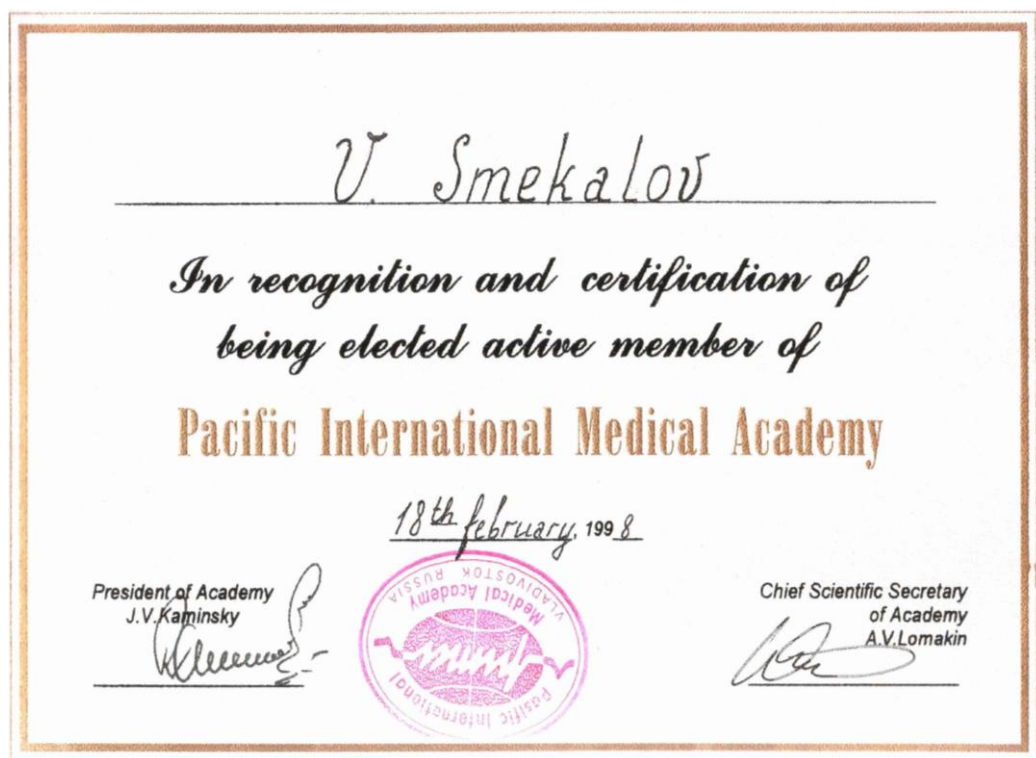 V. Smekalov
In recognition and certification of
being elected active member of
Pacific International Medical Academy
18th february, 1998
President of Academy
J.V.Kaminsky
Chief Scientific Secretary
of Academy
A.V.Lomakin
Pacific International
Medical Academy
VLADIVOSTOK RUSSIA